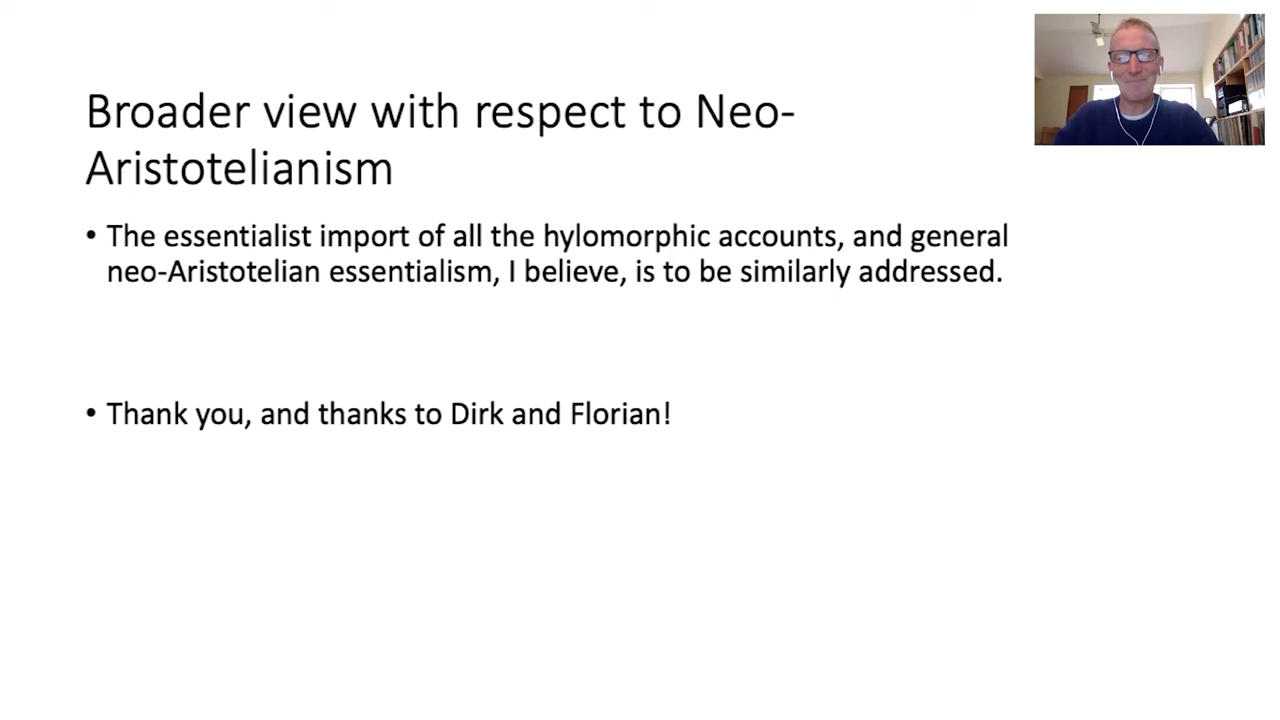 Broader view with respect to Neo-
Aristotelianism
• The essentialist import of all the hylomorphic accounts, and general
neo-Aristotelian essentialism, I believe, is to be similarly addressed.
• Thank you, and thanks to Dirk and Florian!